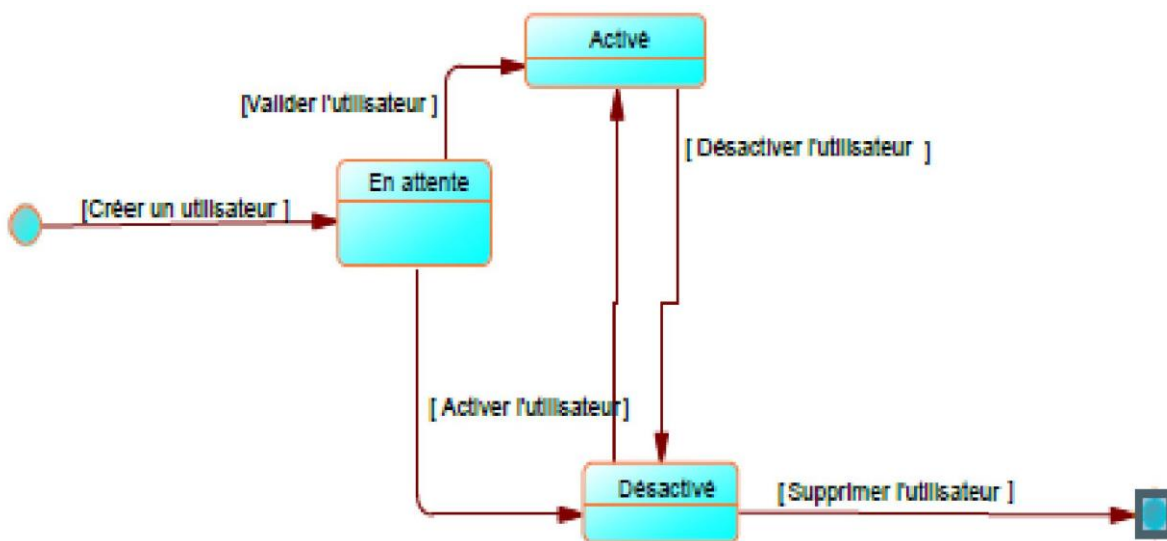 Activé
[Valider l'utilisateur ]
[ Désactiver l'utilisateur ]
En attente
[Créer un utilisateur ]
[ Activer l'utilisateur]
Désactivé
[Supprimer l'utilisateur ]